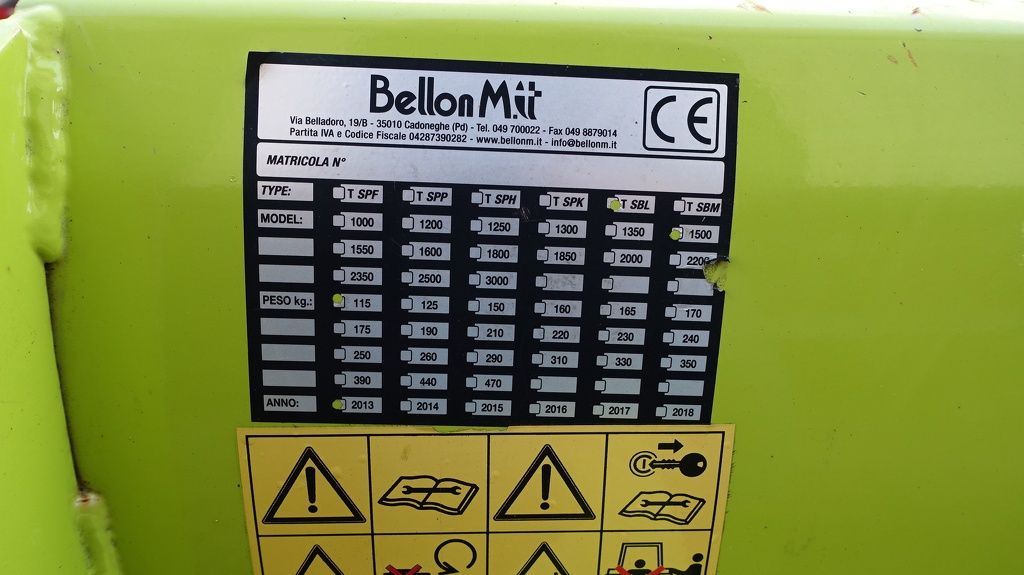 Bellon M.it
Via Belladoro, 19/B - 35010 Cadoneghe (Pd) - Tel. 049 700022 - Fax 049 8879014
Partita IVA e Codice Fiscale 04287390282 - www.bellonm.it - info@bellonm.it
CE
MATRICOLA N°
TYPE: T SPF T SPP T SPH T SPK T SBL T SBM
MODEL: 1000 1200 1250 1300 1350 1500
1550 1600 1800 1850 2000 2200
2350 2500 3000
PESO kg.: 115 125 150 160 165 170
175 190 210 220 230 240
250 260 290 310 330 350
390 440 470
ANNO: 2013 2014 2015 2016 2017 2018